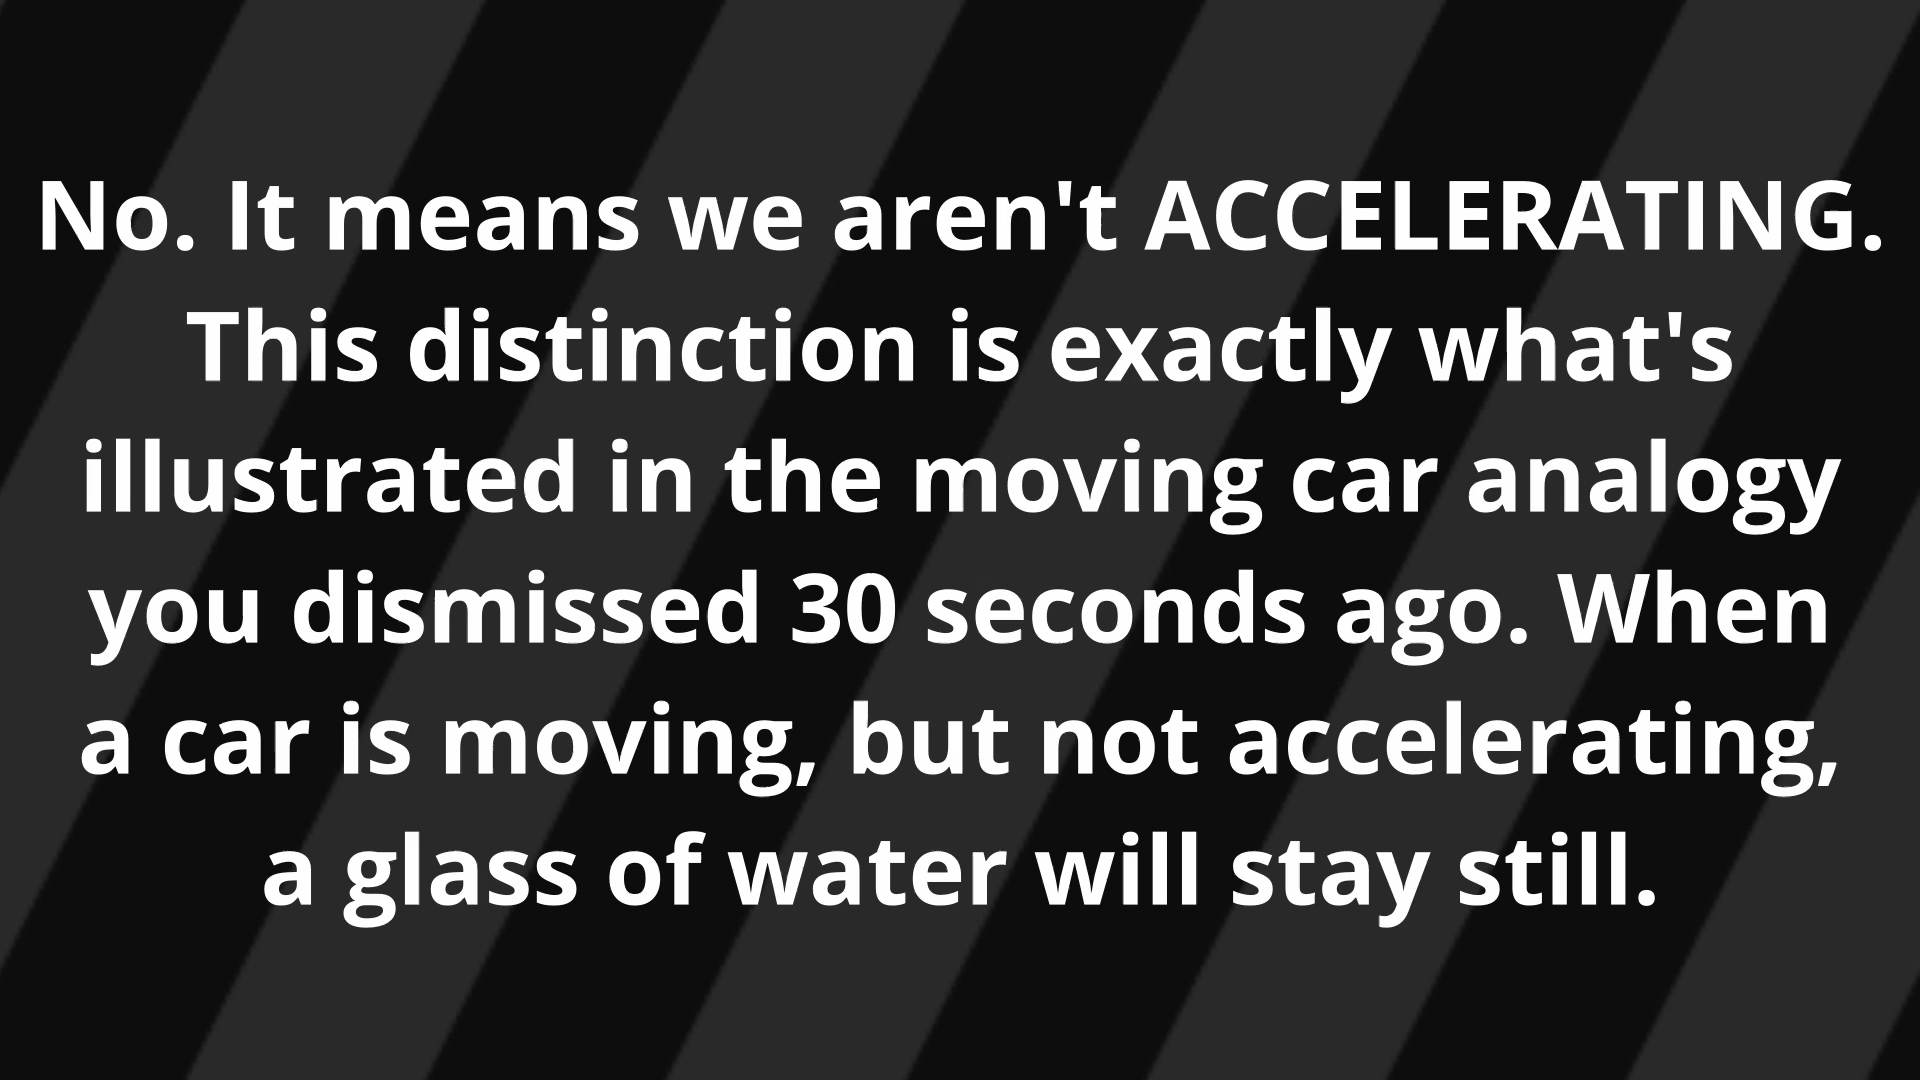 No. It means we aren't ACCELERATING.
This distinction is exactly what's
illustrated in the moving car analogy
you dismissed 30 seconds ago. When
a car is moving, but not accelerating,
a glass of water will stay still.